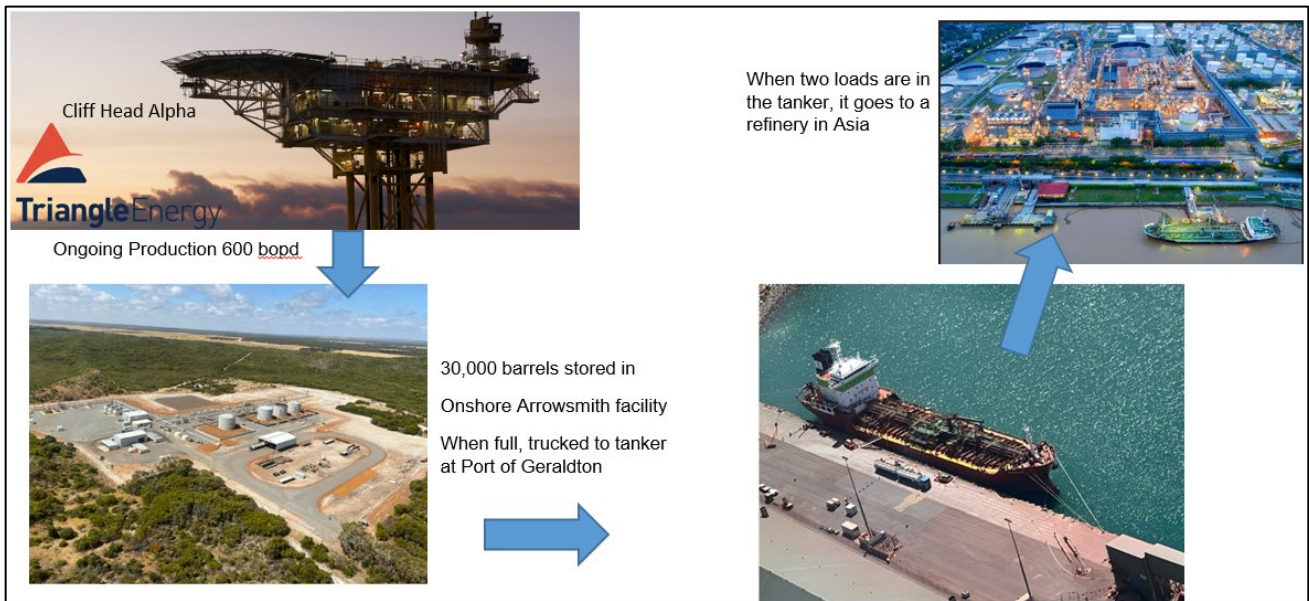 Cliff Head Alpha
TriangleEnergy
Ongoing Production 600 bopd
30,000 barrels stored in
Onshore Arrowsmith facility
When full, trucked to tanker
at Port of Geraldton
When two loads are in
the tanker, it goes to a
refinery in Asia